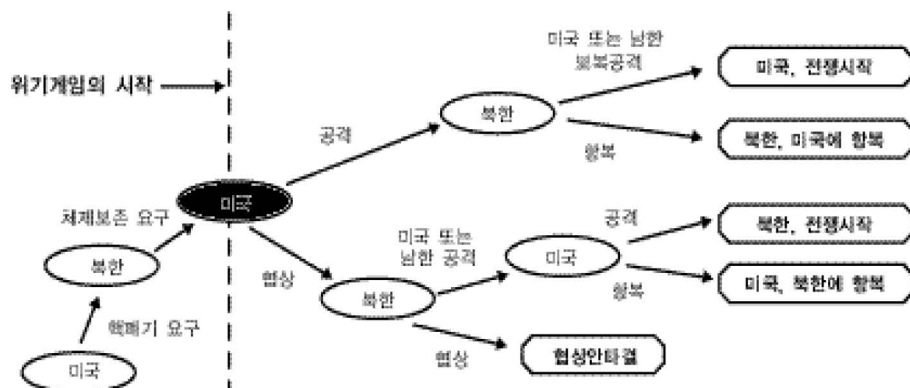 미국 또는 남한
보복공격
미국, 전쟁시작
위기게임의 시작
북한
공격
항복
북한, 미국에 항복
미국
체제보존 요구
공격
북한, 전쟁시작
미국 또는
남한 공격
미국
북한
협상
북한
항복
미국, 북한에 항복
핵폐기 요구
협상
협상안타결
미국